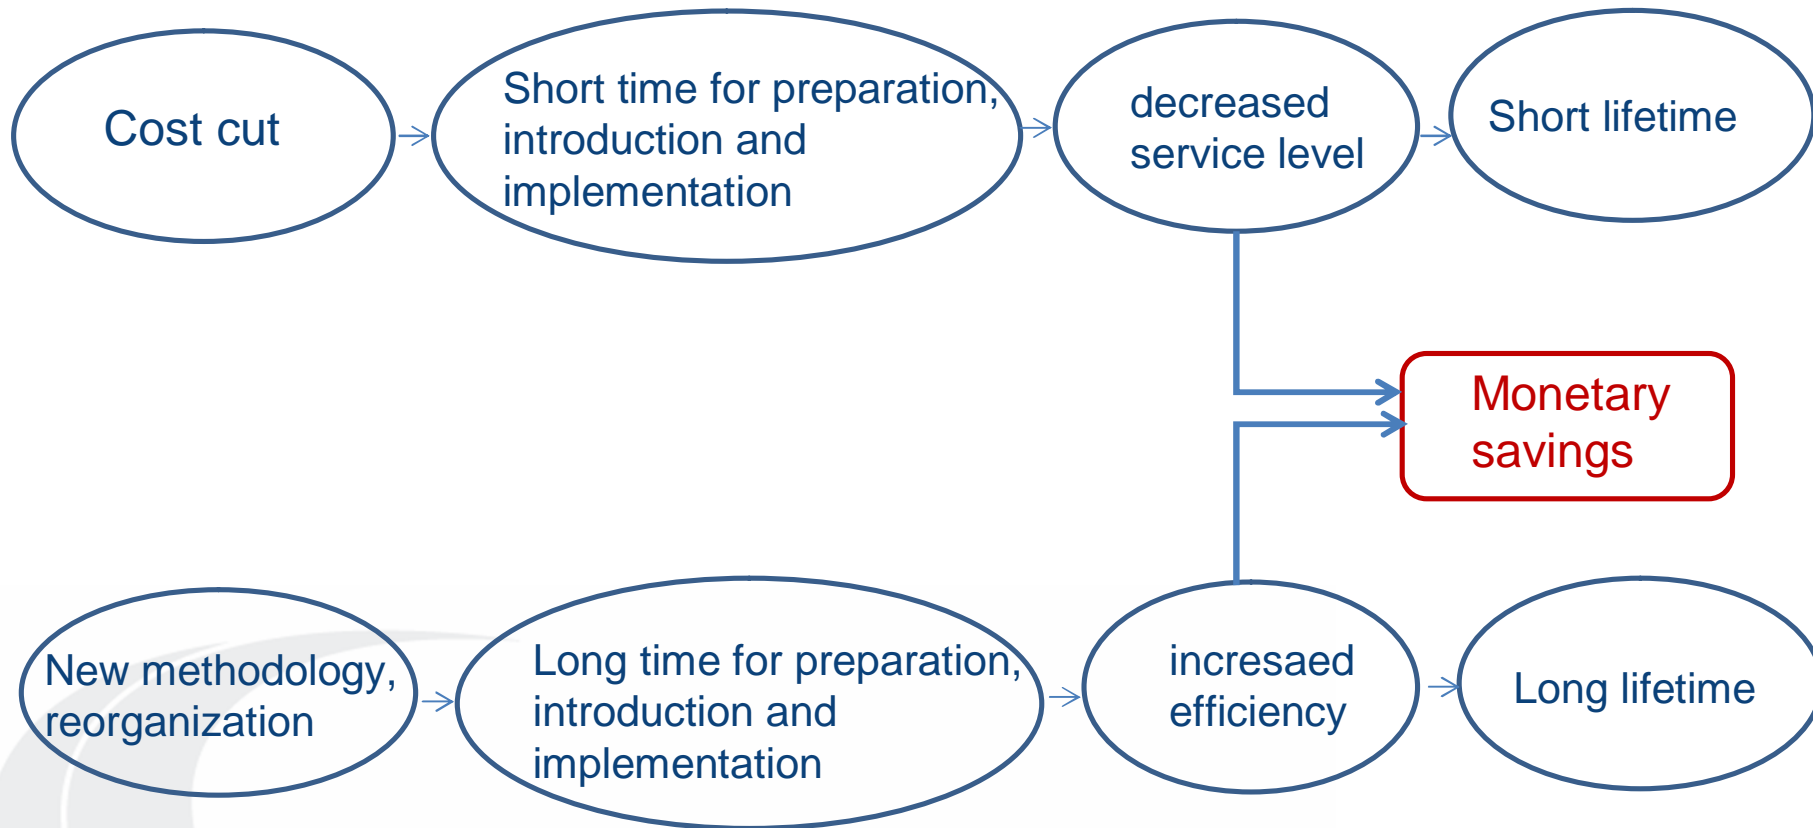 Cost cut
Short time for preparation,
introduction and
implementation
decreased
service level
Short lifetime
Monetary
savings
New methodology,
reorganization
Long time for preparation,
introduction and
implementation
incresaed
efficiency
Long lifetime